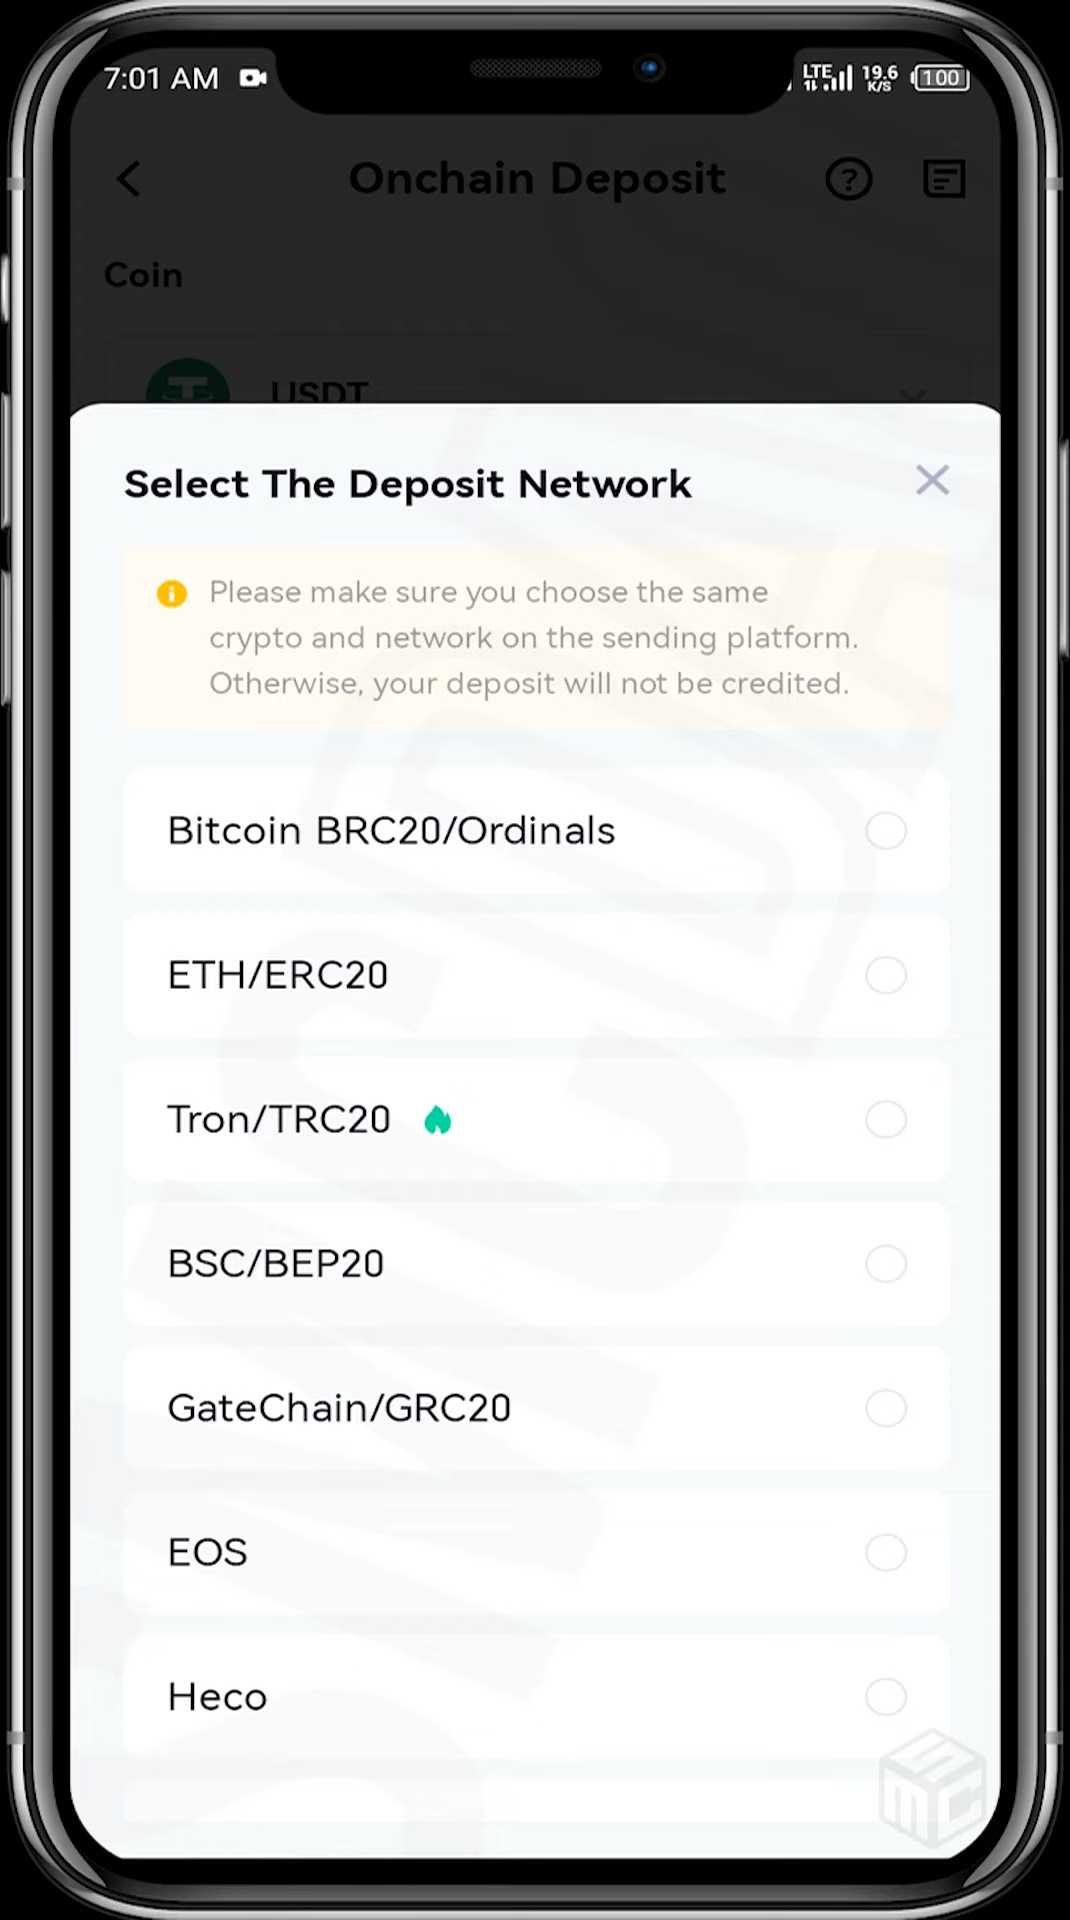 7:01 AM
LTE
19.6
K/S
100
Onchain Deposit
?
Coin
USDT
Select The Deposit Network
Please make sure you choose the same
crypto and network on the sending platform.
Otherwise, your deposit will not be credited.
Bitcoin BRC20/Ordinals
ETH/ERC20
Tron/TRC20
BSC/BEP20
GateChain/GRC20
EOS
Heco